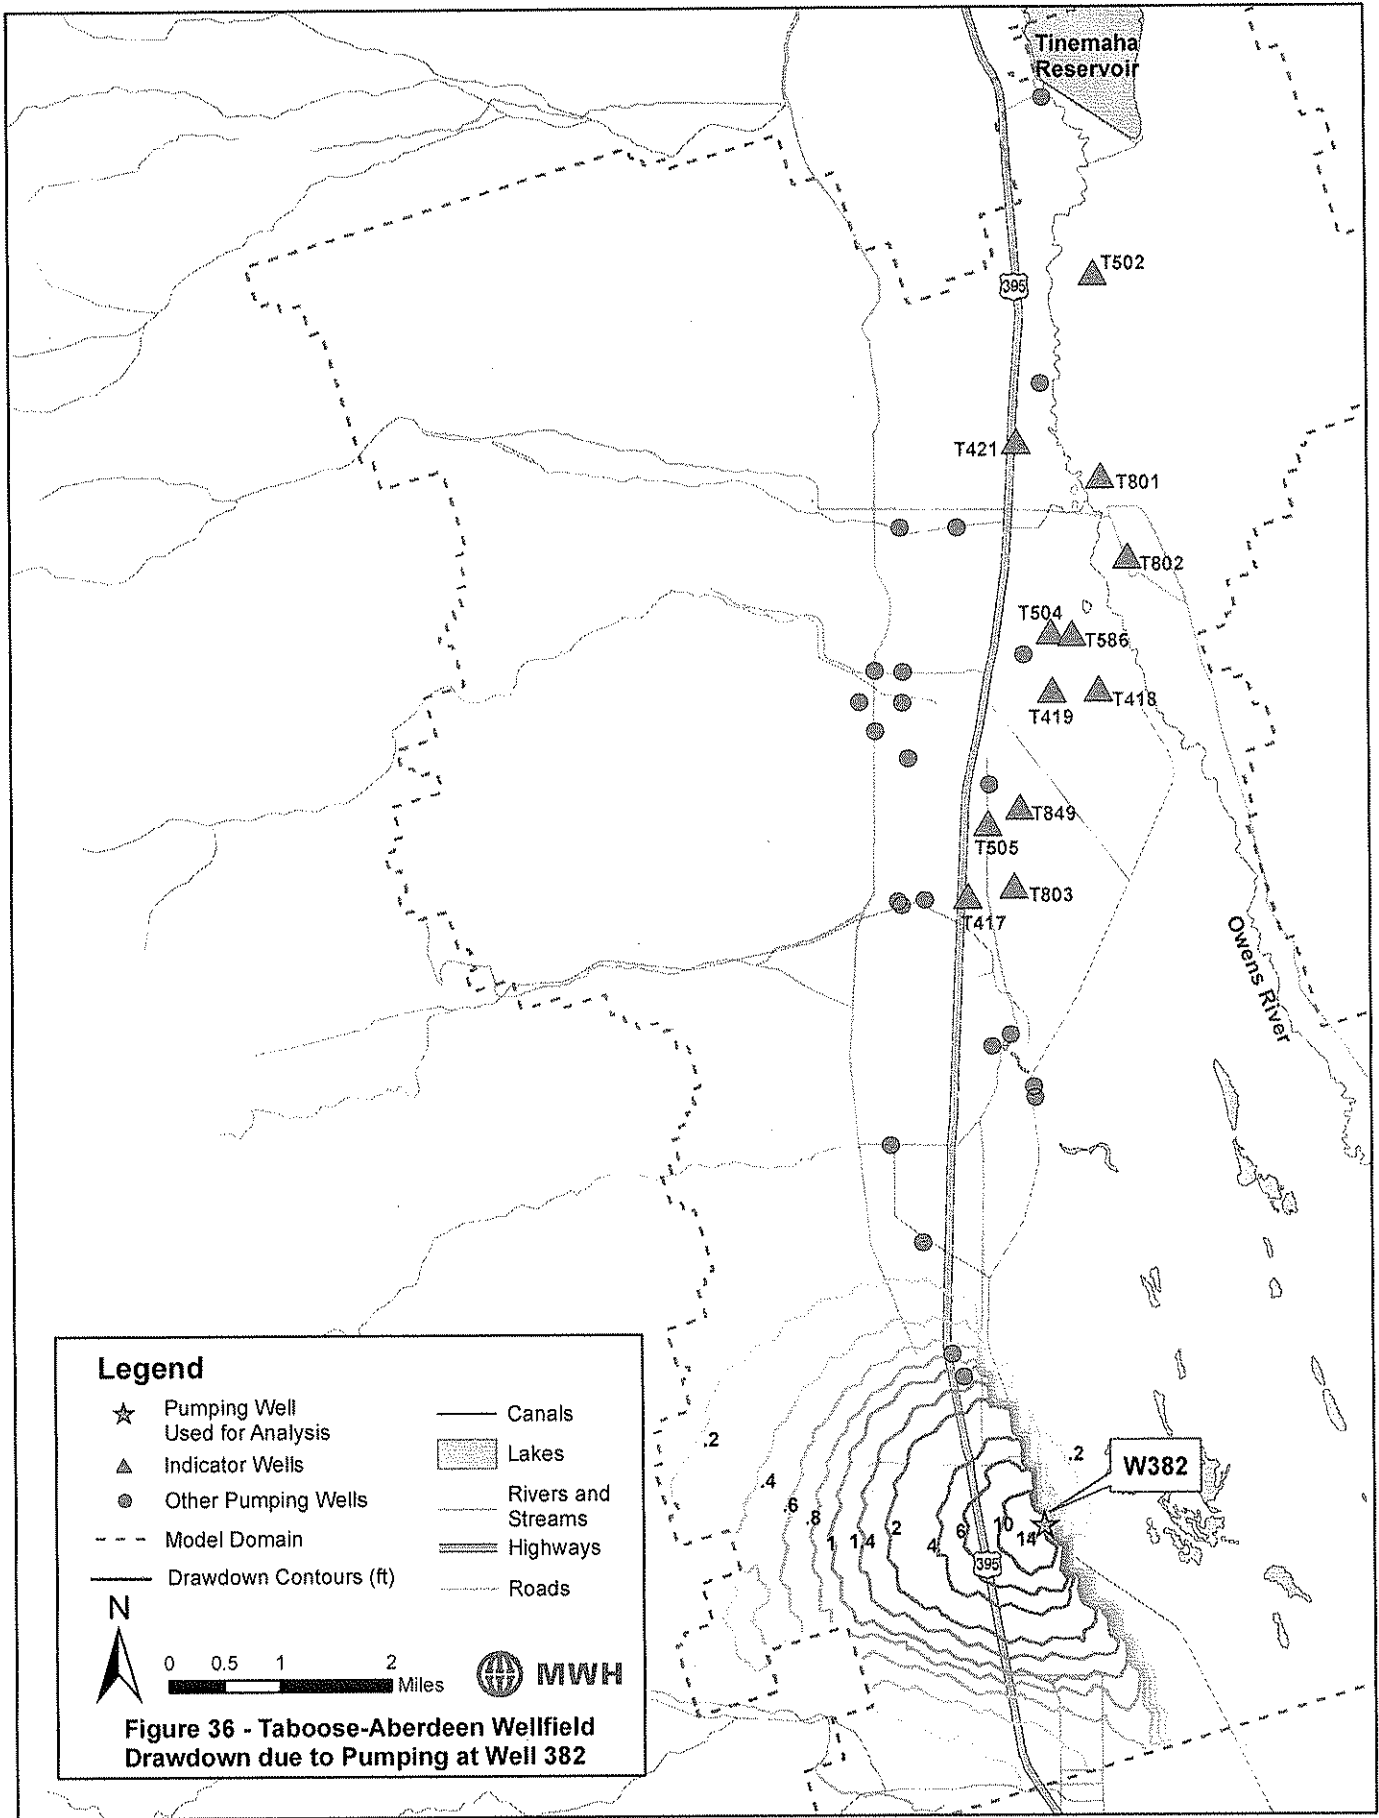 Tinemaha
Reservoir
T502
395
T421
T801
T802
T504
T586
T419
T418
T849
T505
T803
T417
Owens River
.2
.4
.6
.8
1
1.4
2
4
6
10
14
.2
W382
395
Legend
Pumping Well
Used for Analysis
Indicator Wells
Other Pumping Wells
Model Domain
Drawdown Contours (ft)
Canals
Lakes
Rivers and
Streams
Highways
Roads
N
0 0.5 1 2
Miles
MWH
Figure 36 - Taboose-Aberdeen Wellfield
Drawdown due to Pumping at Well 382